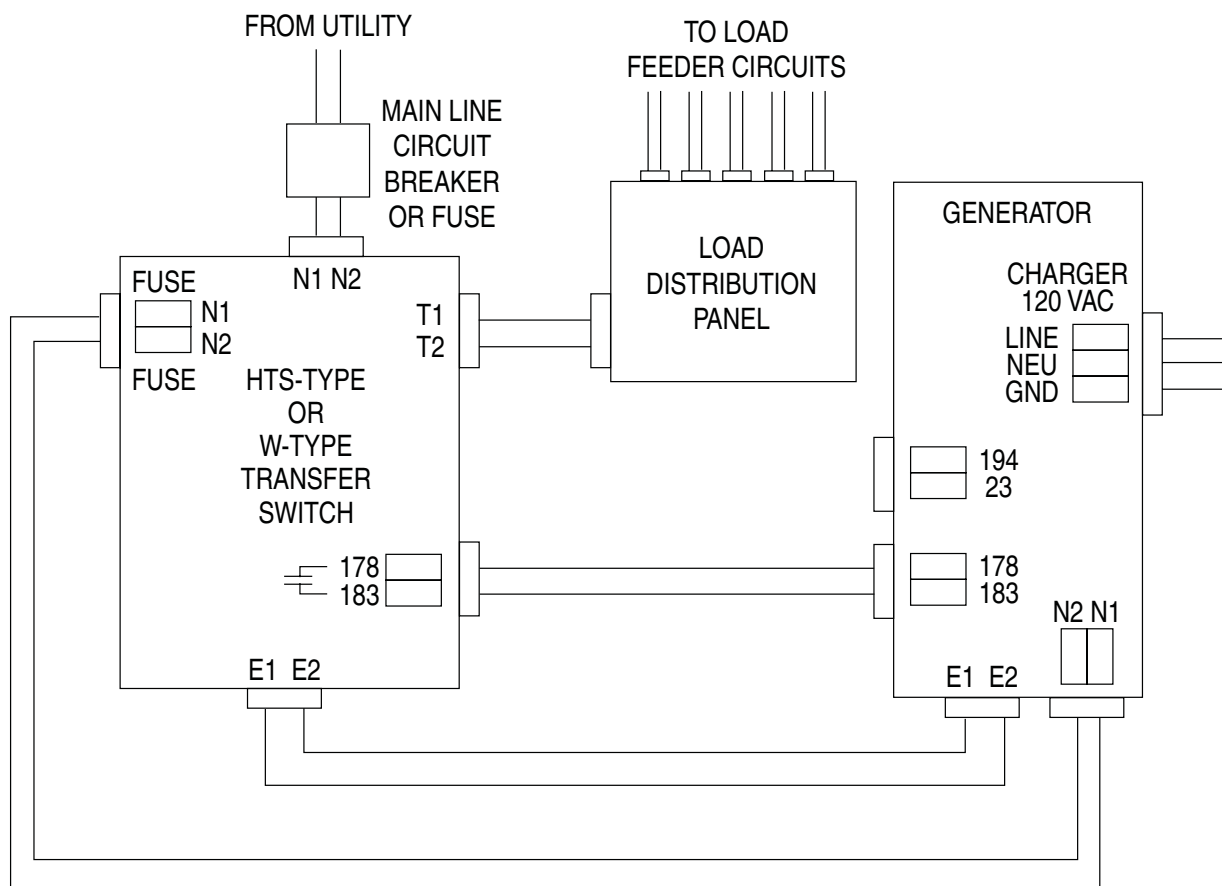 FROM UTILITY
TO LOAD
FEEDER CIRCUITS
MAIN LINE
CIRCUIT
BREAKER
OR FUSE
LOAD
DISTRIBUTION
PANEL
GENERATOR
CHARGER
120 VAC
LINE
NEU
GND
N1 N2
FUSE
N1
N2
FUSE
T1
T2
HTS-TYPE
OR
W-TYPE
TRANSFER
SWITCH
194
23
178
183
178
183
N2 N1
E1 E2
E1 E2